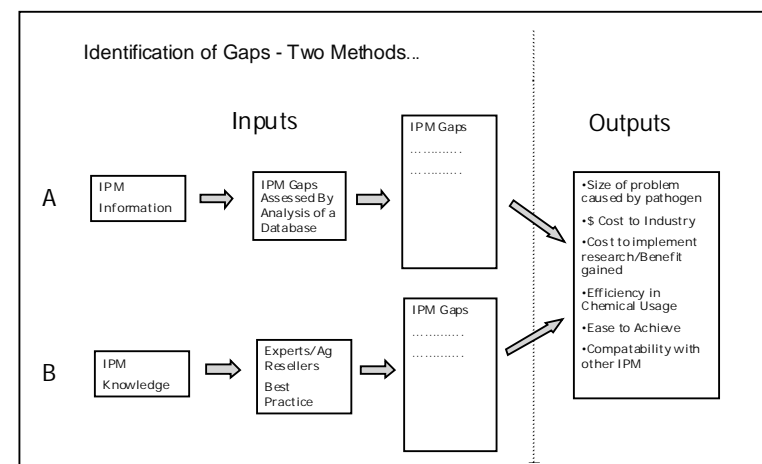 Identification of Gaps - Two Methods...
Inputs
Outputs
A
IPM
Information
IPM Gaps
Assessed By
Analysis of a
Database
IPM Gaps
.............
.............
B
IPM
Knowledge
Experts/Ag
Resellers
Best
Practice
IPM Gaps
.............
.............
•Size of problem
caused by pathogen
•$ Cost to Industry
•Cost to implement
research/Benefit
gained
•Efficiency in
Chemical Usage
•Ease to Achieve
•Compatability with
other IPM